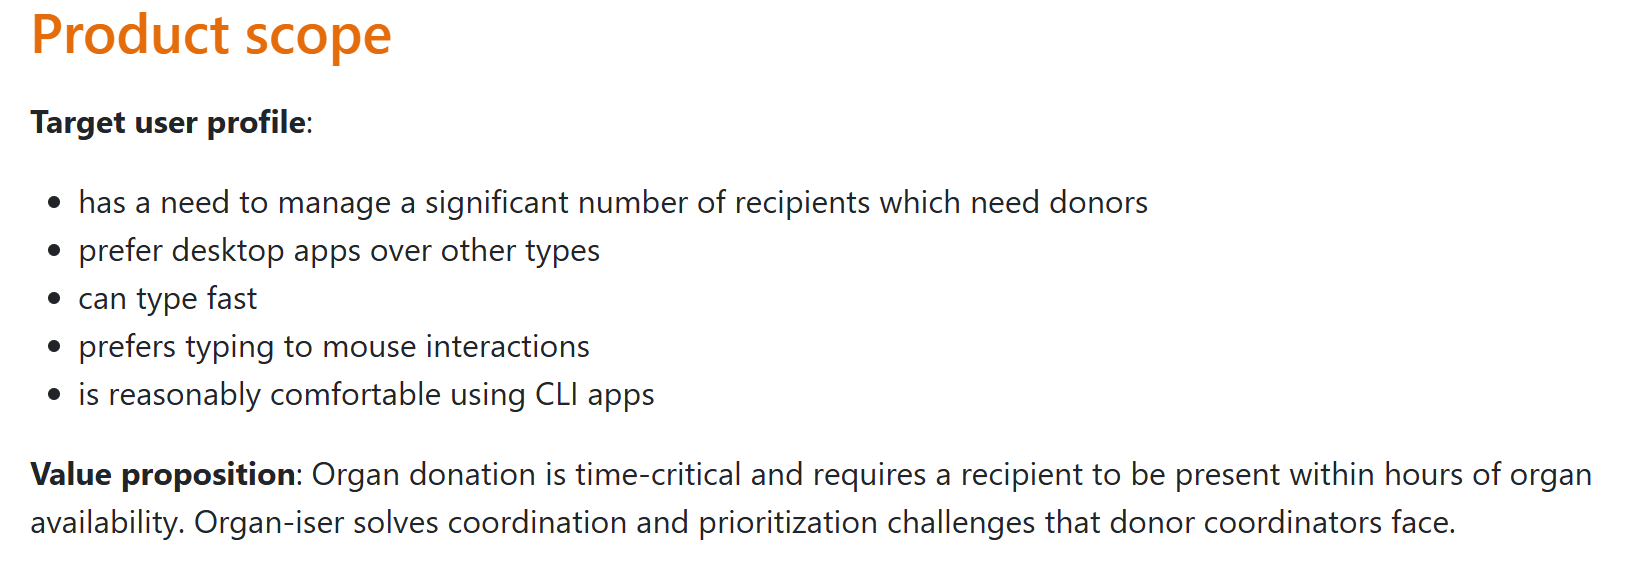 Product scope
Target user profile:
• has a need to manage a significant number of recipients which need donors
• prefer desktop apps over other types
• can type fast
• prefers typing to mouse interactions
• is reasonably comfortable using CLI apps
Value proposition: Organ donation is time-critical and requires a recipient to be present within hours of organ
availability. Organ-iser solves coordination and prioritization challenges that donor coordinators face.